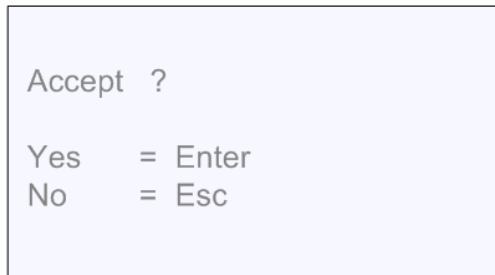 Accept ?
Yes = Enter
No = Esc